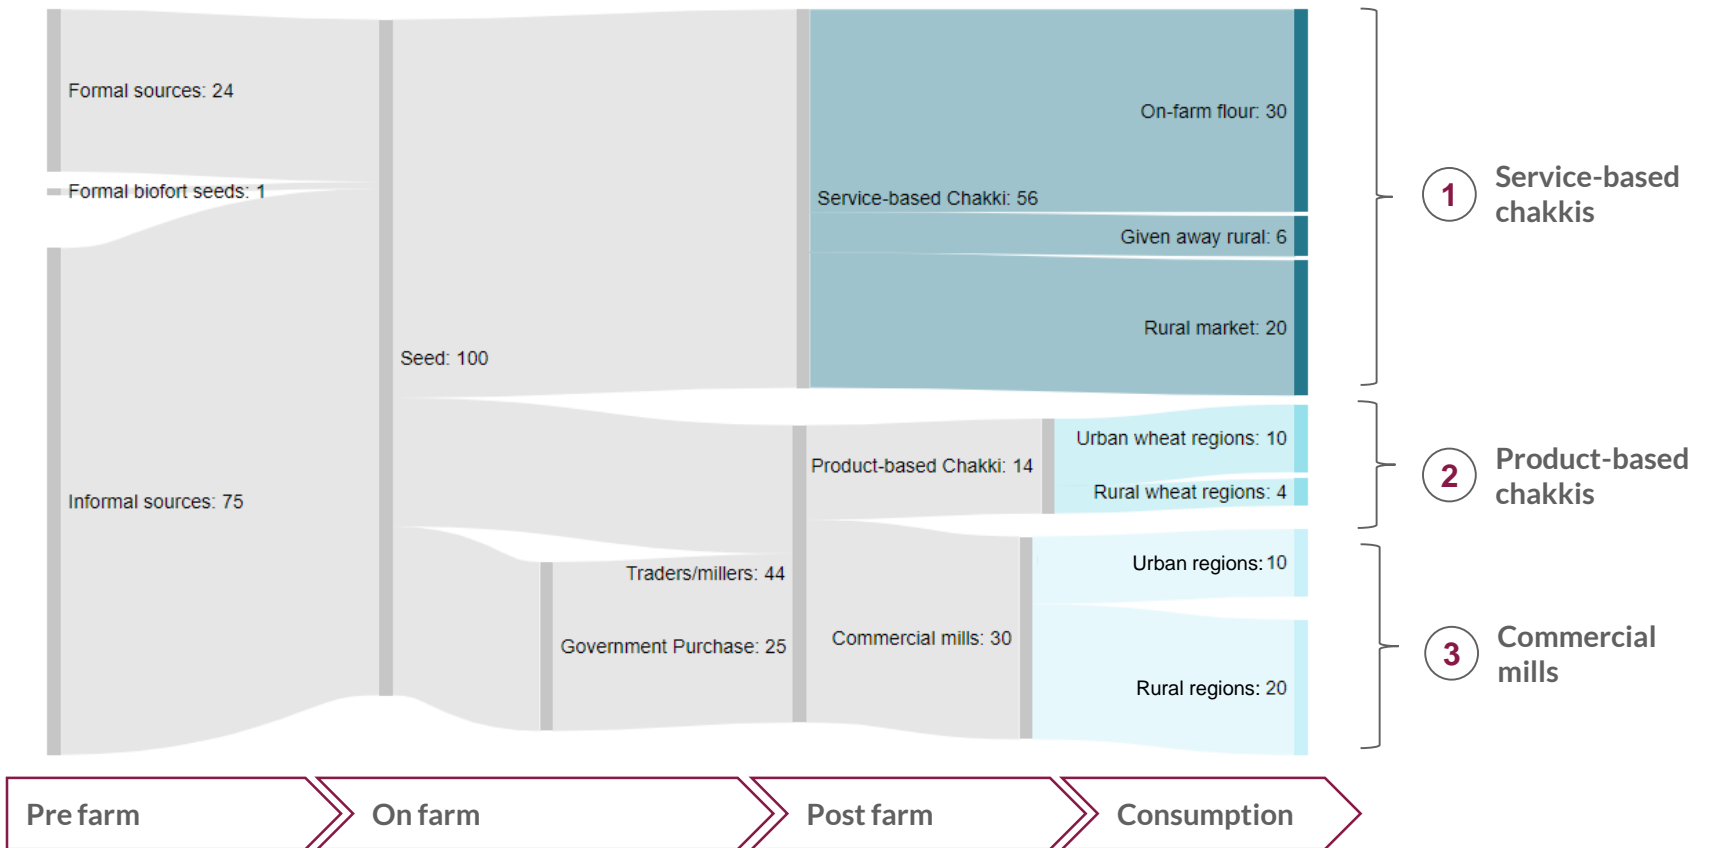 Formal sources: 24
Formal biofort seeds: 1
Informal sources: 75
Seed: 100
Service-based Chakki: 56
On-farm flour: 30
Given away rural: 6
Rural market: 20
Product-based Chakki: 14
Urban wheat regions: 10
Rural wheat regions: 4
Traders/millers: 44
Government Purchase: 25
Commercial mills: 30
Urban regions: 10
Rural regions: 20
1
Service-based
chakkis
2
Product-based
chakkis
3
Commercial
mills
Pre farm
On farm
Post farm
Consumption